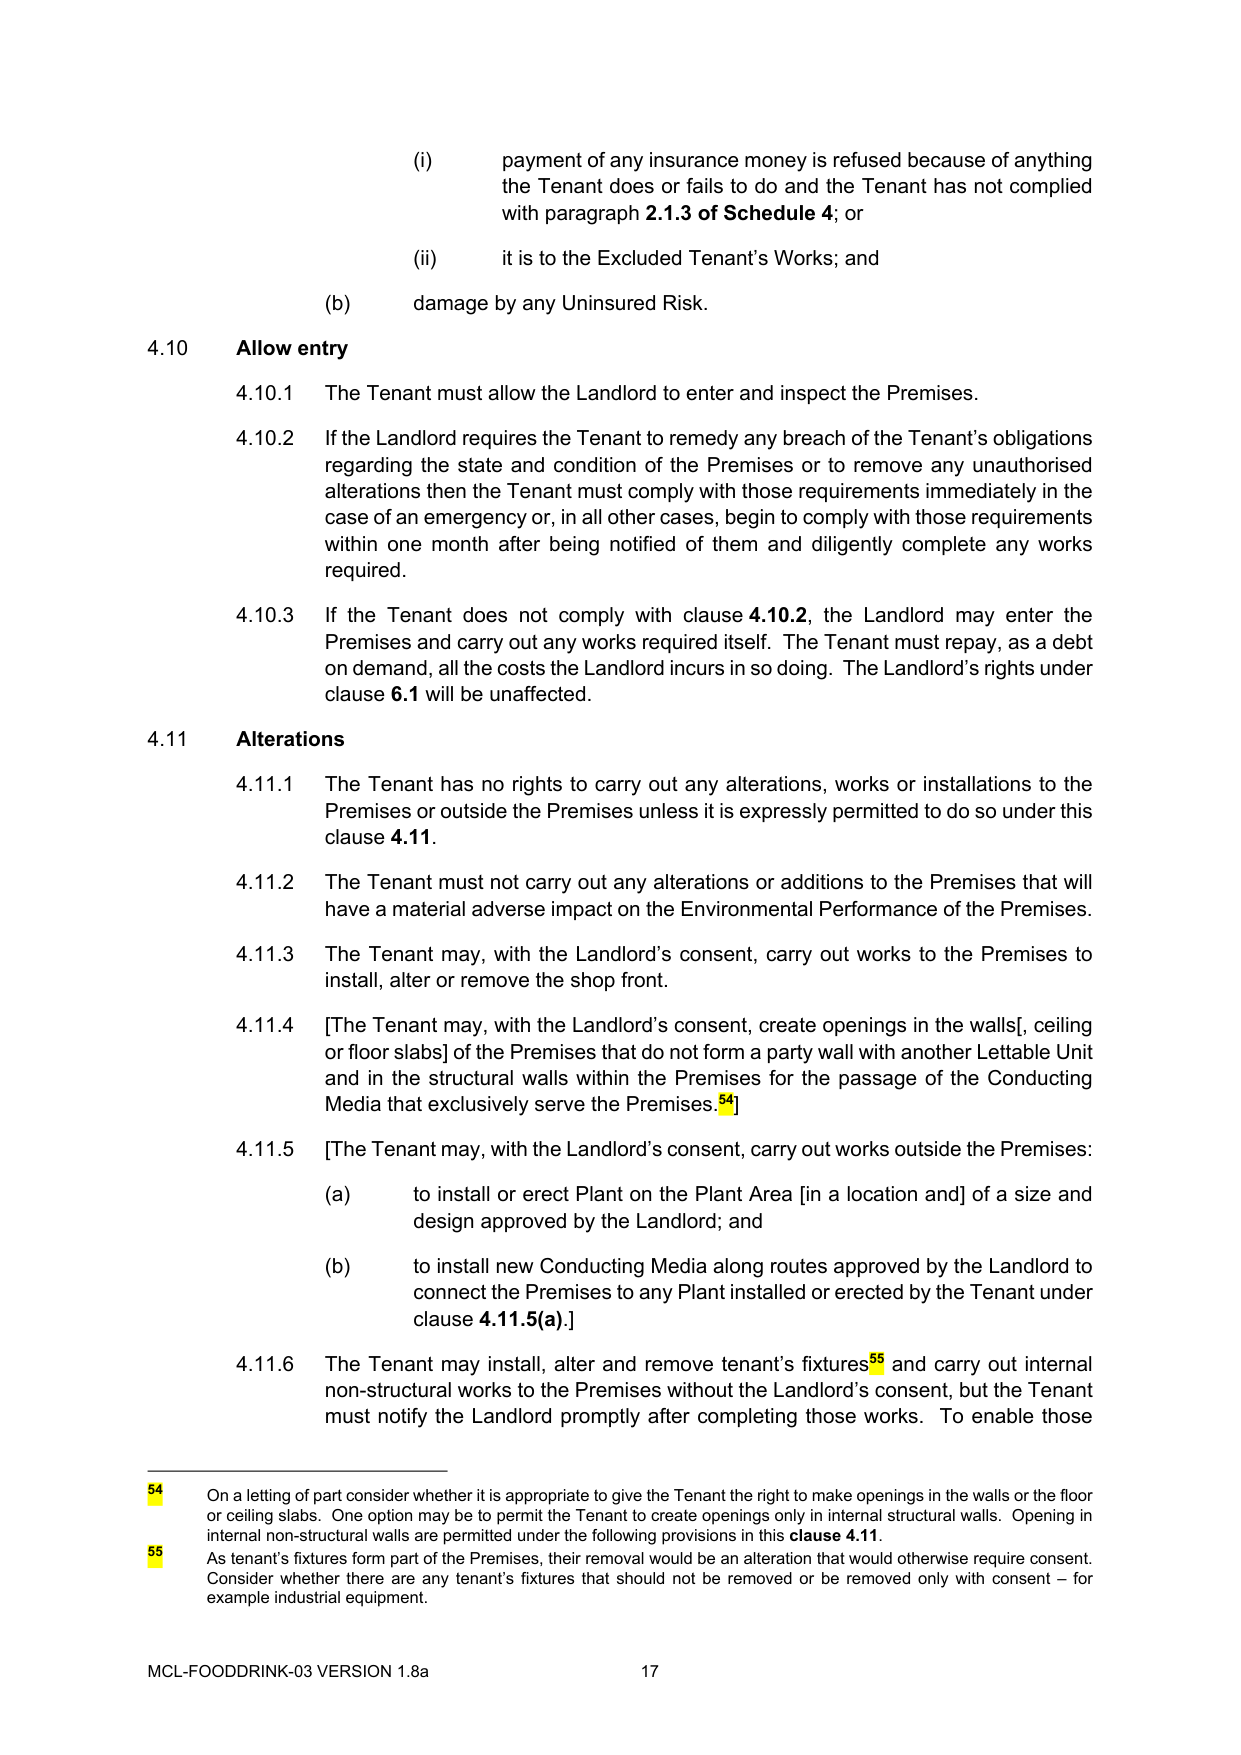 (i) payment of any insurance money is refused because of anything
the Tenant does or fails to do and the Tenant has not complied
with paragraph 2.1.3 of Schedule 4; or
(ii) it is to the Excluded Tenant’s Works; and
(b) damage by any Uninsured Risk.
4.10 Allow entry
4.10.1 The Tenant must allow the Landlord to enter and inspect the Premises.
4.10.2 If the Landlord requires the Tenant to remedy any breach of the Tenant’s obligations
regarding the state and condition of the Premises or to remove any unauthorised
alterations then the Tenant must comply with those requirements immediately in the
case of an emergency or, in all other cases, begin to comply with those requirements
within one month after being notified of them and diligently complete any works
required.
4.10.3 If the Tenant does not comply with clause 4.10.2, the Landlord may enter the
Premises and carry out any works required itself. The Tenant must repay, as a debt
on demand, all the costs the Landlord incurs in so doing. The Landlord’s rights under
clause 6.1 will be unaffected.
4.11 Alterations
4.11.1 The Tenant has no rights to carry out any alterations, works or installations to the
Premises or outside the Premises unless it is expressly permitted to do so under this
clause 4.11.
4.11.2 The Tenant must not carry out any alterations or additions to the Premises that will
have a material adverse impact on the Environmental Performance of the Premises.
4.11.3 The Tenant may, with the Landlord’s consent, carry out works to the Premises to
install, alter or remove the shop front.
4.11.4 [The Tenant may, with the Landlord’s consent, create openings in the walls[, ceiling
or floor slabs] of the Premises that do not form a party wall with another Lettable Unit
and in the structural walls within the Premises for the passage of the Conducting
Media that exclusively serve the Premises.54]
4.11.5 [The Tenant may, with the Landlord’s consent, carry out works outside the Premises:
(a) to install or erect Plant on the Plant Area [in a location and] of a size and
design approved by the Landlord; and
(b) to install new Conducting Media along routes approved by the Landlord to
connect the Premises to any Plant installed or erected by the Tenant under
clause 4.11.5(a).]
4.11.6 The Tenant may install, alter and remove tenant’s fixtures55 and carry out internal
non-structural works to the Premises without the Landlord’s consent, but the Tenant
must notify the Landlord promptly after completing those works. To enable those
54 On a letting of part consider whether it is appropriate to give the Tenant the right to make openings in the walls or the floor
or ceiling slabs. One option may be to permit the Tenant to create openings only in internal structural walls. Opening in
internal non-structural walls are permitted under the following provisions in this clause 4.11.
55 As tenant’s fixtures form part of the Premises, their removal would be an alteration that would otherwise require consent.
Consider whether there are any tenant’s fixtures that should not be removed or be removed only with consent – for
example industrial equipment.
MCL-FOODDRINK-03 VERSION 1.8a 17